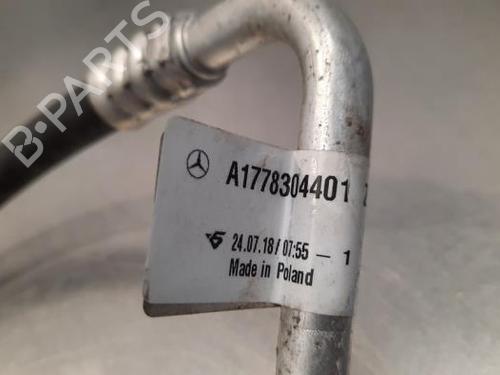 B-PARTS
A1778304401
24.07.18/07:55 - 1
Made in Poland